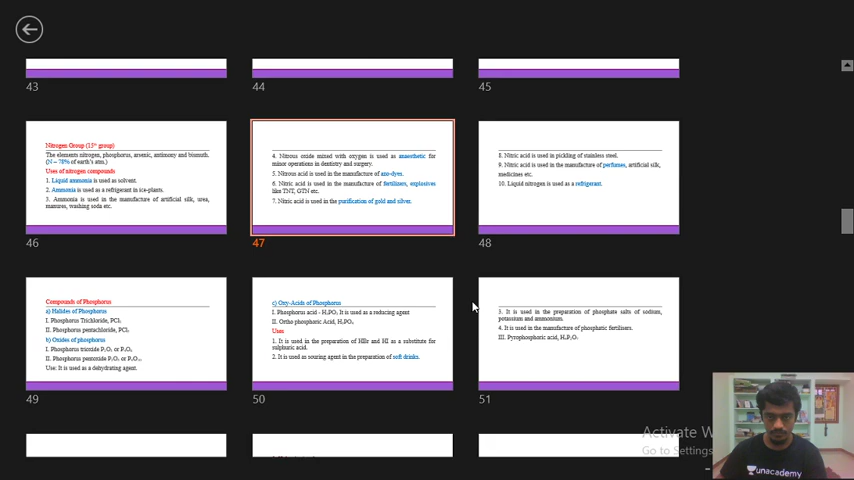 43
44
45
Nitrogen Group (15th group)
The elements nitrogen, phosphorus, arsenic, antimony and bismuth.
(N – 78% of earth's atm.)
Uses of nitrogen compounds
1. Liquid ammonia is used as solvent.
2. Ammonia is used as a refrigerant in ice-plants.
3. Ammonia is used in the manufacture of artificial silk, urea,
manures, washing soda etc.
46
4. Nitrous oxide mixed with oxygen is used as anaesthetic for
minor operations in dentistry and surgery.
5. Nitrous acid is used in the manufacture of azo-dyes.
6. Nitric acid is used in the manufacture of fertilizers, explosives
like TNT, GTN etc.
7. Nitric acid is used in the purification of gold and silver.
47
8. Nitric acid is used in pickling of stainless steel.
9. Nitric acid is used in the manufacture of perfumes, artificial silk,
medicines etc.
10. Liquid nitrogen is used as a refrigerant.
48
Compounds of Phosphorus
a) Halides of Phosphorus
I. Phosphorus Trichloride, PCl3
II. Phosphorus pentachloride, PCl5
b) Oxides of phosphorus
I. Phosphorus trioxide P2O3 or P4O6
II. Phosphorus pentoxide P2O5 or P4O10
Use: It is used as a dehydrating agent.
49
c) Oxy-Acids of Phosphorus
I. Phosphorus acid - H3PO3 It is used as a reducing agent
II. Ortho phosphoric Acid, H3PO4
Uses
1. It is used in the preparation of HBr and HI as a substitute for
sulphuric acid.
2. It is used as souring agent in the preparation of soft drinks.
50
3. It is used in the preparation of phosphate salts of sodium,
potassium and ammonium.
4. It is used in the manufacture of phosphatic fertilisers.
III. Pyrophosphoric acid, H4P2O7
51
Activate W
Go to Settings
unacademy